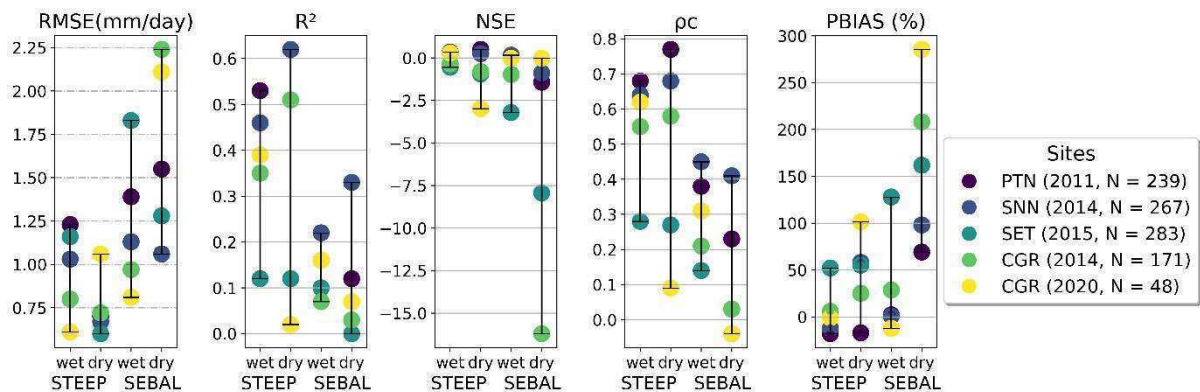 RMSE(mm/day)
2.25
2.00
1.75
1.50
1.25
1.00
0.75
wet dry wet dry
STEEP SEBAL
R²
0.6
0.5
0.4
0.3
0.2
0.1
0.0
wet dry wet dry
STEEP SEBAL
NSE
0.0
−2.5
−5.0
−7.5
−10.0
−12.5
−15.0
wet dry wet dry
STEEP SEBAL
ρc
0.8
0.7
0.6
0.5
0.4
0.3
0.2
0.1
0.0
wet dry wet dry
STEEP SEBAL
PBIAS (%)
300
250
200
150
100
50
0
wet dry wet dry
STEEP SEBAL
Sites
PTN (2011, N = 239)
SNN (2014, N = 267)
SET (2015, N = 283)
CGR (2014, N = 171)
CGR (2020, N = 48)